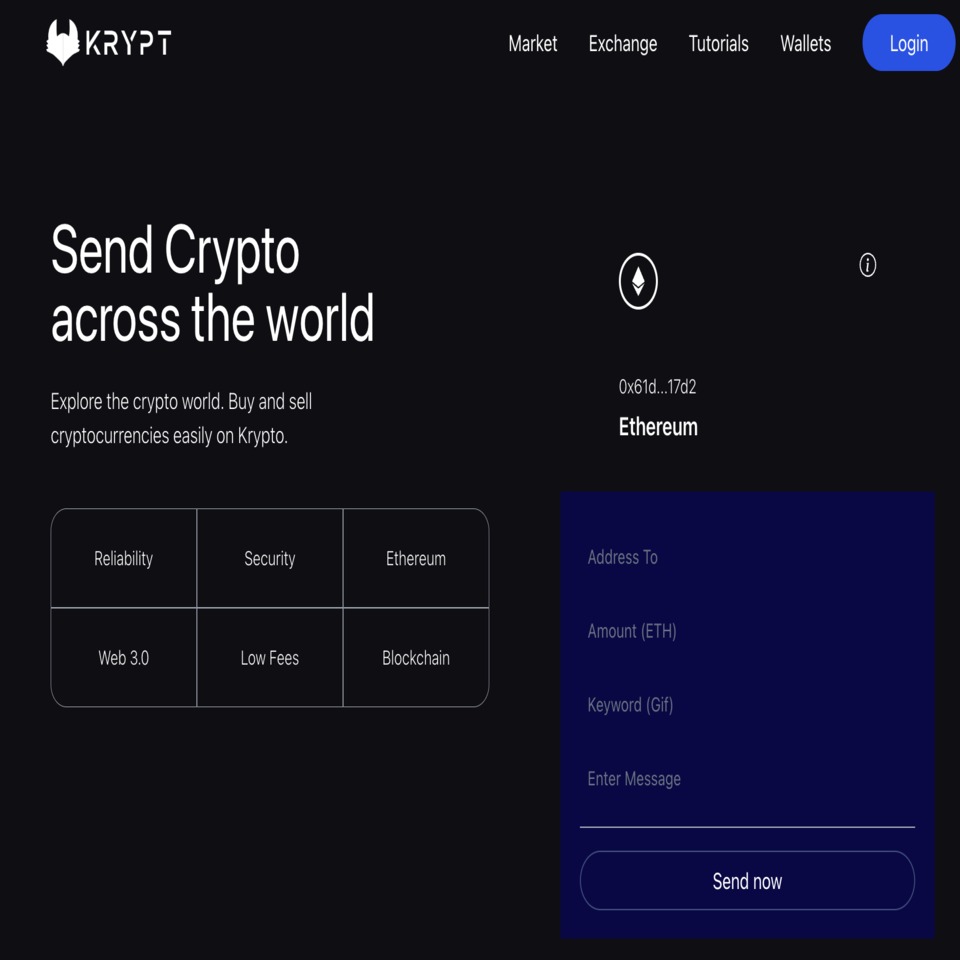 KRYPT
Market
Exchange
Tutorials
Wallets
Login
Send Crypto
across the world
Explore the crypto world. Buy and sell
cryptocurrencies easily on Krypto.
Reliability
Security
Ethereum
Web 3.0
Low Fees
Blockchain
0x61d...17d2
Ethereum
Address To
Amount (ETH)
Keyword (Gif)
Enter Message
Send now